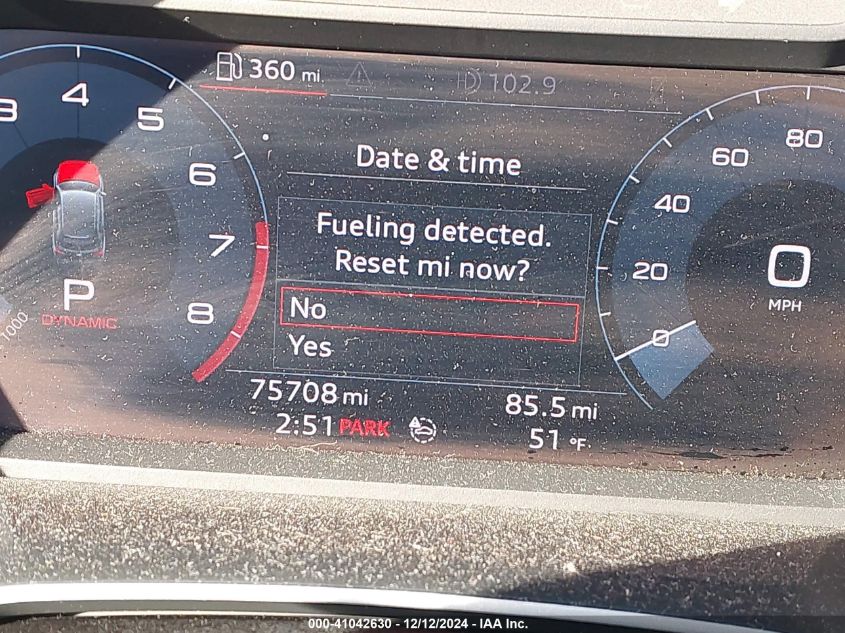 360 mi
102.9
Date & time
Fueling detected.
Reset mi now?
No
Yes
75708 mi
85.5 mi
2:51 PARK
51 °F
3 4 5 6 7 8
1000
P
DYNAMIC
0 20 40 60 80
0
MPH
000-41042630 - 12/12/2024 - IAA Inc.